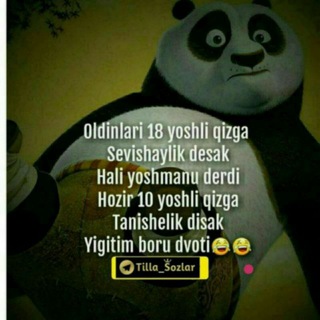 Oldinlari 18 yoshli qizga
Sevishaylik desak
Hali yoshmanu derdi
Hozir 10 yoshli qizga
Tanishelik disak
Yigitim boru dvoti😂😂
Tilla_Sozlar